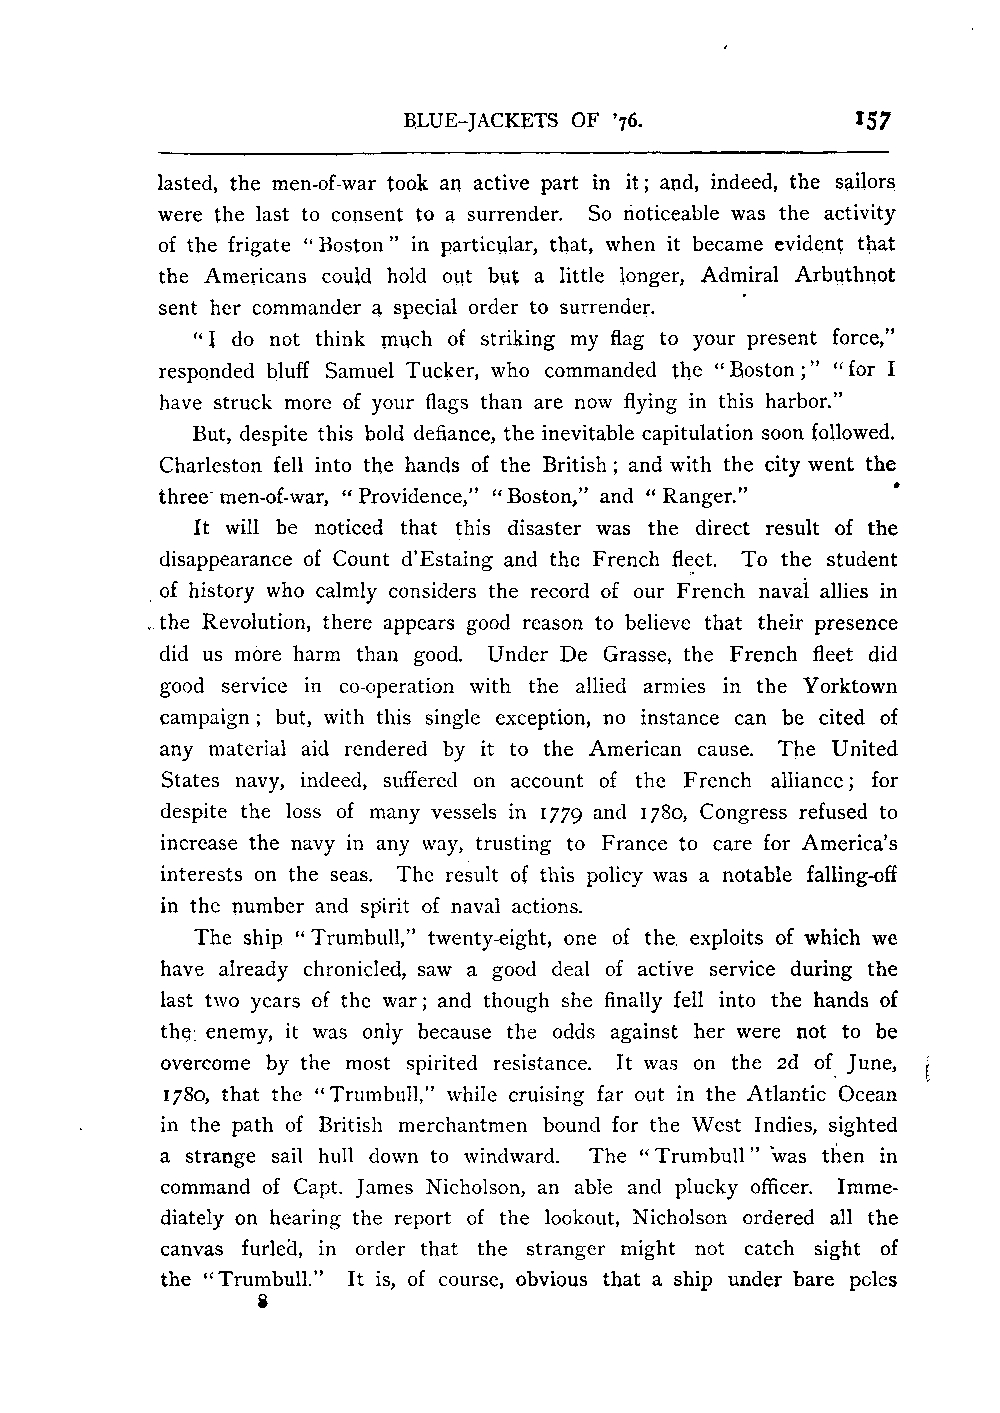 BLUE-JACKETS OF '76. 157
lasted, the men-of-war took an active part in it; and, indeed, the sailors
were the last to consent to a surrender. So noticeable was the activity
of the frigate "Boston" in particular, that, when it became evident that
the Americans could hold out but a little longer, Admiral Arbuthnot
sent her commander a special order to surrender.
"I do not think much of striking my flag to your present force,"
responded bluff Samuel Tucker, who commanded the "Boston;" "for I
have struck more of your flags than are now flying in this harbor."
But, despite this bold defiance, the inevitable capitulation soon followed.
Charleston fell into the hands of the British; and with the city went the
three men-of-war, "Providence," "Boston," and "Ranger."
It will be noticed that this disaster was the direct result of the
disappearance of Count d'Estaing and the French fleet. To the student
of history who calmly considers the record of our French naval allies in
the Revolution, there appears good reason to believe that their presence
did us more harm than good. Under De Grasse, the French fleet did
good service in co-operation with the allied armies in the Yorktown
campaign; but, with this single exception, no instance can be cited of
any material aid rendered by it to the American cause. The United
States navy, indeed, suffered on account of the French alliance; for
despite the loss of many vessels in 1779 and 1780, Congress refused to
increase the navy in any way, trusting to France to care for America's
interests on the seas. The result of this policy was a notable falling-off
in the number and spirit of naval actions.
The ship "Trumbull," twenty-eight, one of the exploits of which we
have already chronicled, saw a good deal of active service during the
last two years of the war; and though she finally fell into the hands of
the enemy, it was only because the odds against her were not to be
overcome by the most spirited resistance. It was on the 2d of June,
1780, that the "Trumbull," while cruising far out in the Atlantic Ocean
in the path of British merchantmen bound for the West Indies, sighted
a strange sail hull down to windward. The "Trumbull" was then in
command of Capt. James Nicholson, an able and plucky officer. Imme-
diately on hearing the report of the lookout, Nicholson ordered all the
canvas furled, in order that the stranger might not catch sight of
the "Trumbull." It is, of course, obvious that a ship under bare poles
8